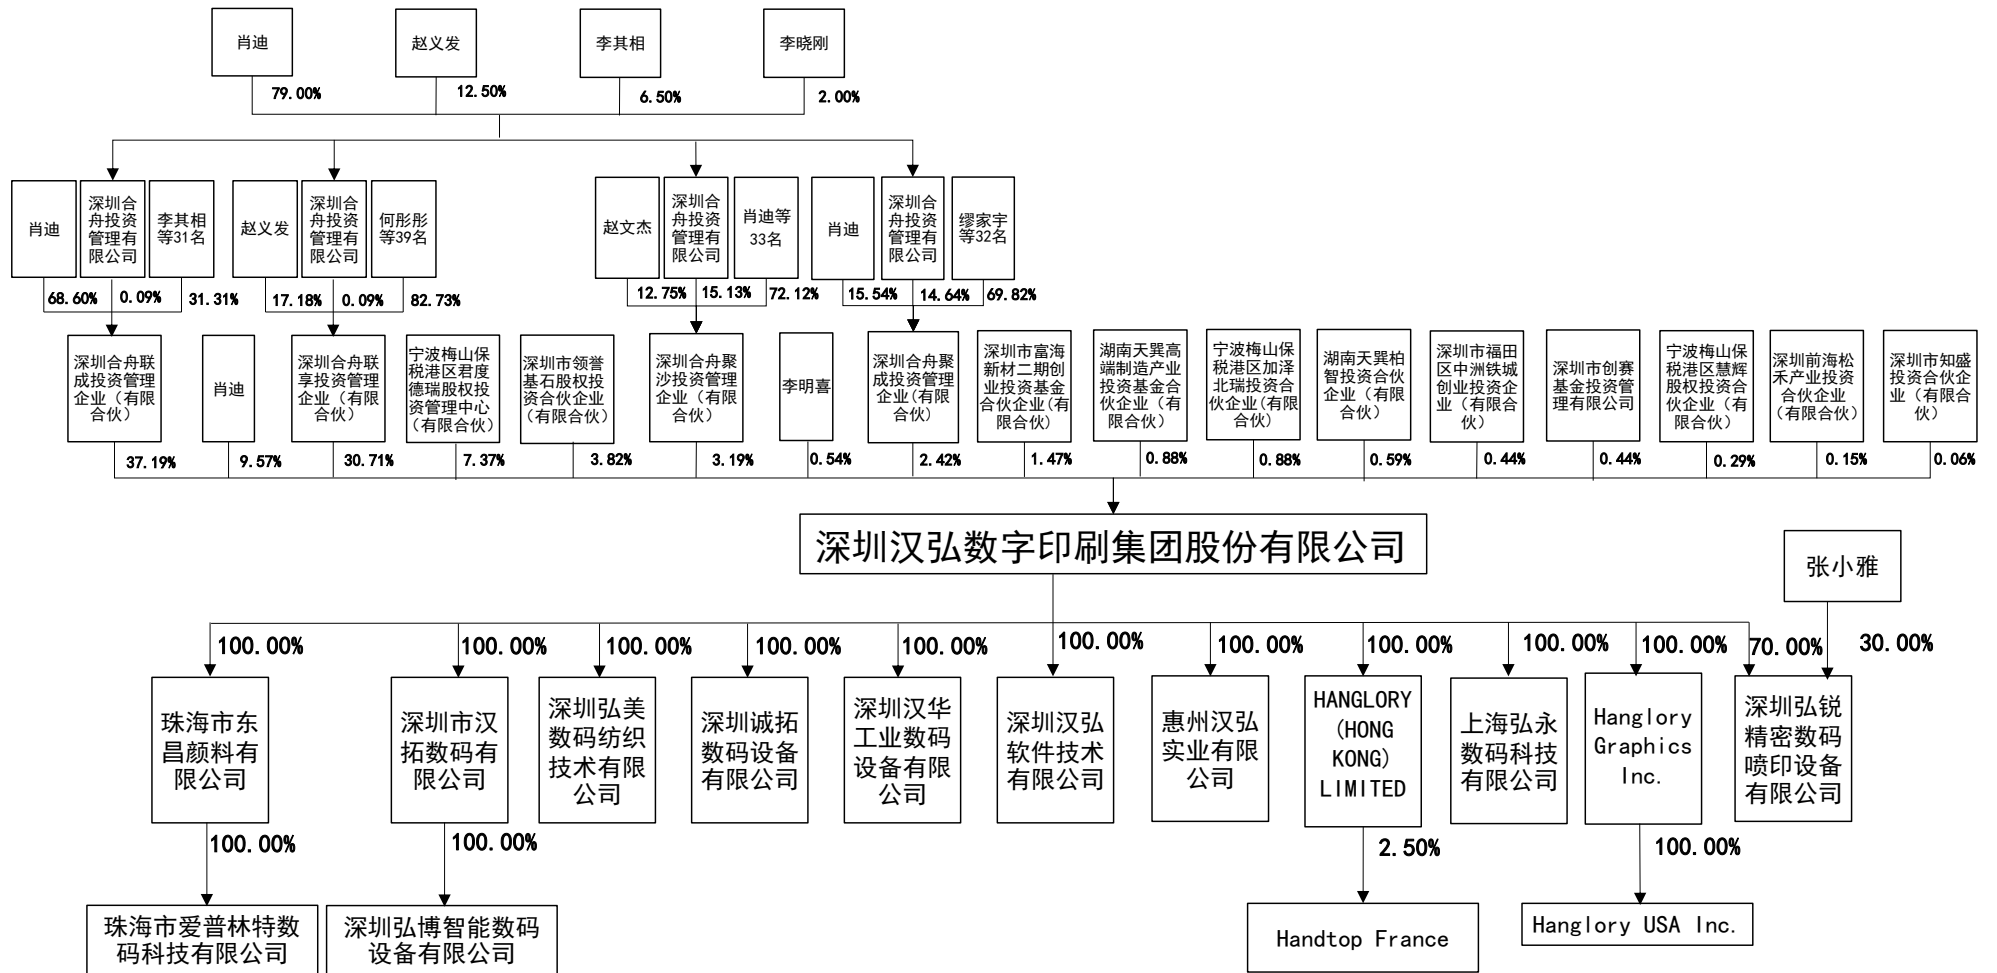 肖迪
赵义发
李其相
李晓刚
79.00%
12.50%
6.50%
2.00%
肖迪
深圳合
舟投资
管理有
限公司
李其相
等31名
赵义发
深圳合
舟投资
管理有
限公司
何彤彤
等39名
赵文杰
深圳合
舟投资
管理有
限公司
肖迪等
33名
肖迪
深圳合
舟投资
管理有
限公司
缪家宇
等32名
68.60%
0.09%
31.31%
17.18%
0.09%
82.73%
12.75%
15.13%
72.12%
15.54%
14.64%
69.82%
深圳合舟联
成投资管理
企业（有限
合伙）
肖迪
深圳合舟联
享投资管理
企业（有限
合伙）
宁波梅山保
税港区君度
德瑞股权投
资管理中心
（有限合伙）
深圳市领誉
基石股权投
资合伙企业
（有限合伙）
深圳合舟聚
沙投资管理
企业（有限
合伙）
李明喜
深圳合舟聚
成投资管理
企业(有限
合伙）
深圳市富海
新材二期创
业投资基金
合伙企业(有
限合伙)
湖南天巽高
端制造产业
投资基金合
伙企业（有
限合伙）
宁波梅山保
税港区加泽
北瑞投资合
伙企业(有限
合伙)
湖南天巽柏
智投资合伙
企业（有限
合伙）
深圳市福田
区中洲铁城
创业投资企
业（有限合
伙）
深圳市创赛
基金投资管
理有限公司
宁波梅山保
税港区慧辉
股权投资合
伙企业（有
限合伙）
深圳前海松
禾产业投资
合伙企业
（有限合伙）
深圳市知盛
投资合伙企
业（有限合
伙）
37.19%
9.57%
30.71%
7.37%
3.82%
3.19%
0.54%
2.42%
1.47%
0.88%
0.88%
0.59%
0.44%
0.44%
0.29%
0.15%
0.06%
深圳汉弘数字印刷集团股份有限公司
张小雅
100.00%
100.00%
100.00%
100.00%
100.00%
100.00%
100.00%
100.00%
100.00%
100.00%
70.00%
30.00%
珠海市东
昌颜料有
限公司
深圳市汉
拓数码有
限公司
深圳弘美
数码纺织
技术有限
公司
深圳诚拓
数码设备
有限公司
深圳汉华
工业数码
设备有限
公司
深圳汉弘
软件技术
有限公司
惠州汉弘
实业有限
公司
HANGLORY
(HONG
KONG)
LIMITED
上海弘永
数码科技
有限公司
Hanglory
Graphics
Inc.
深圳弘锐
精密数码
喷印设备
有限公司
100.00%
100.00%
2.50%
100.00%
珠海市爱普林特数
码科技有限公司
深圳弘博智能数码
设备有限公司
Handtop France
Hanglory USA Inc.